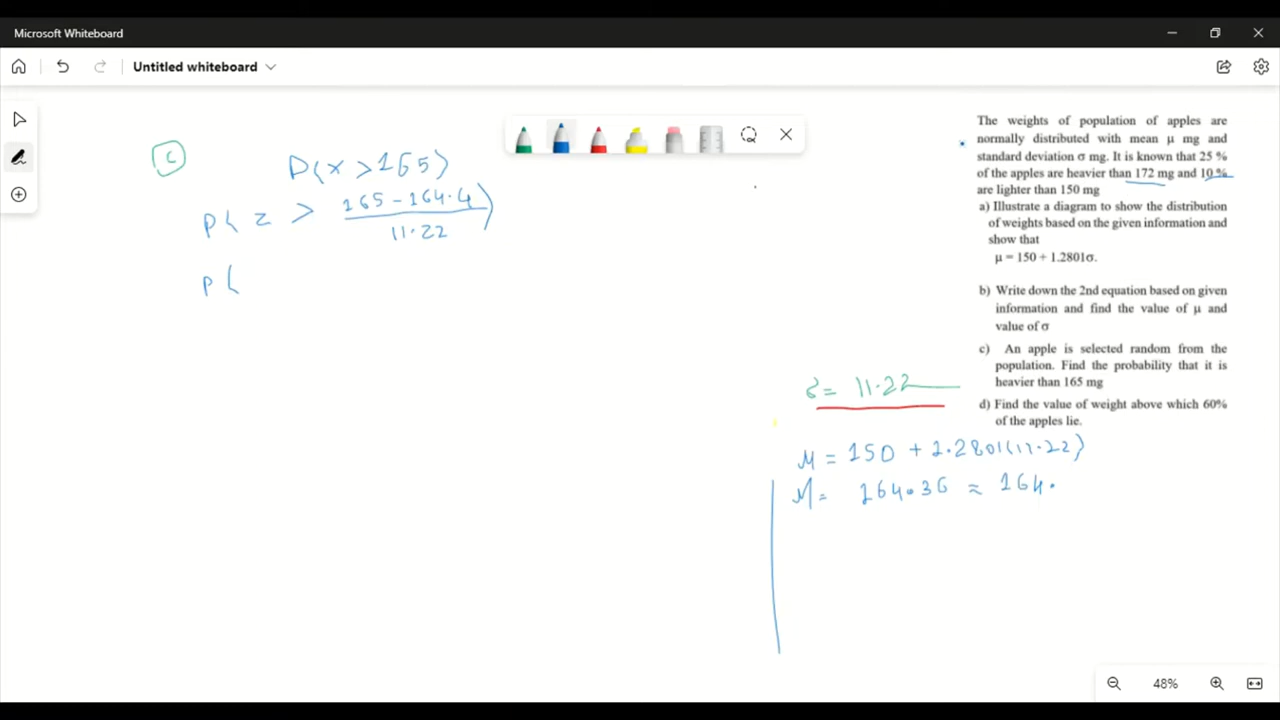 Microsoft Whiteboard
Untitled whiteboard
c
P(x > 165)
P( z > 165 - 164.4 / 11.22 )
P(
The weights of population of apples are
normally distributed with mean μ mg and
standard deviation σ mg. It is known that 25 %
of the apples are heavier than 172 mg and 10 %
are lighter than 150 mg
a) Illustrate a diagram to show the distribution
of weights based on the given information and
show that
μ = 150 + 1.2801σ.
b) Write down the 2nd equation based on given
information and find the value of μ and
value of σ
c) An apple is selected random from the
population. Find the probability that it is
heavier than 165 mg
d) Find the value of weight above which 60%
of the apples lie.
σ = 11.22
μ = 150 + 1.2801(11.22)
μ = 164.36 ≈ 164.
48%